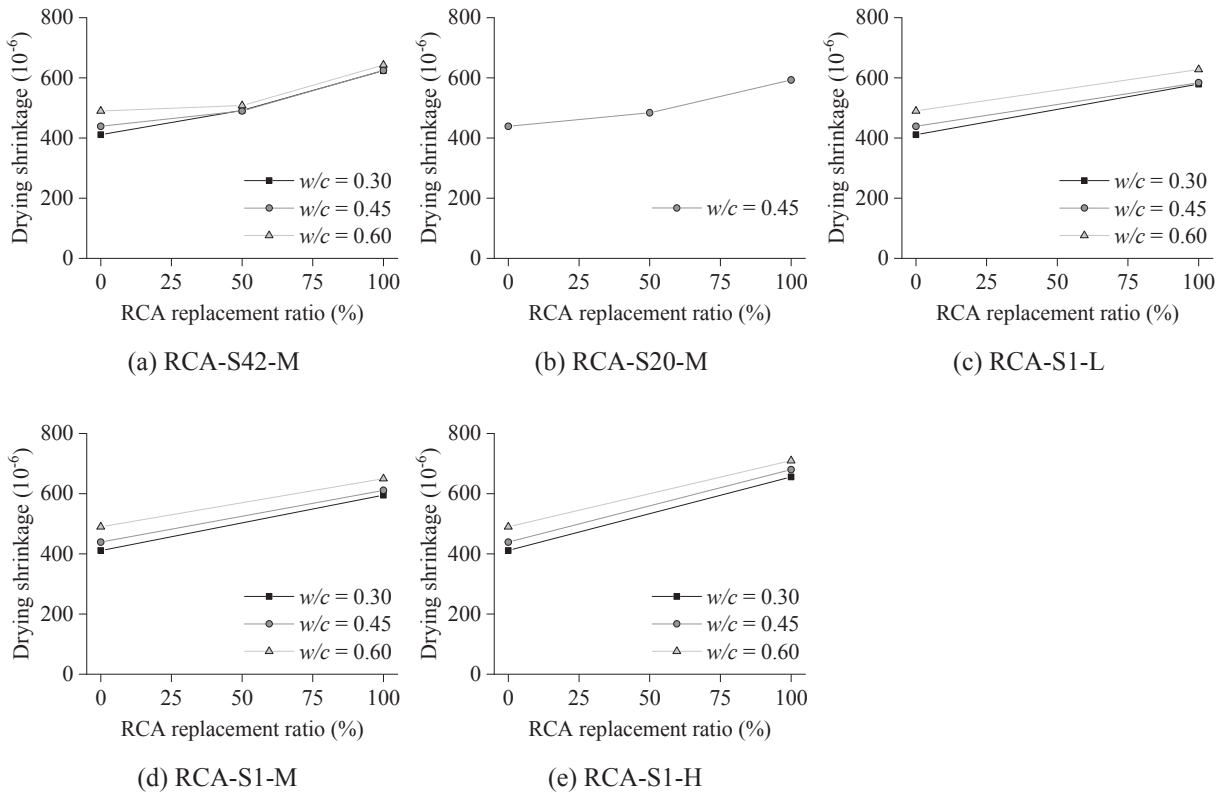 Drying shrinkage (10⁻⁶)
800
600
400
200
0
w/c = 0.30
w/c = 0.45
w/c = 0.60
0 25 50 75 100
RCA replacement ratio (%)
(a) RCA-S42-M
Drying shrinkage (10⁻⁶)
800
600
400
200
0
w/c = 0.45
0 25 50 75 100
RCA replacement ratio (%)
(b) RCA-S20-M
Drying shrinkage (10⁻⁶)
800
600
400
200
0
w/c = 0.30
w/c = 0.45
w/c = 0.60
0 25 50 75 100
RCA replacement ratio (%)
(c) RCA-S1-L
Drying shrinkage (10⁻⁶)
800
600
400
200
0
w/c = 0.30
w/c = 0.45
w/c = 0.60
0 25 50 75 100
RCA replacement ratio (%)
(d) RCA-S1-M
Drying shrinkage (10⁻⁶)
800
600
400
200
0
w/c = 0.30
w/c = 0.45
w/c = 0.60
0 25 50 75 100
RCA replacement ratio (%)
(e) RCA-S1-H